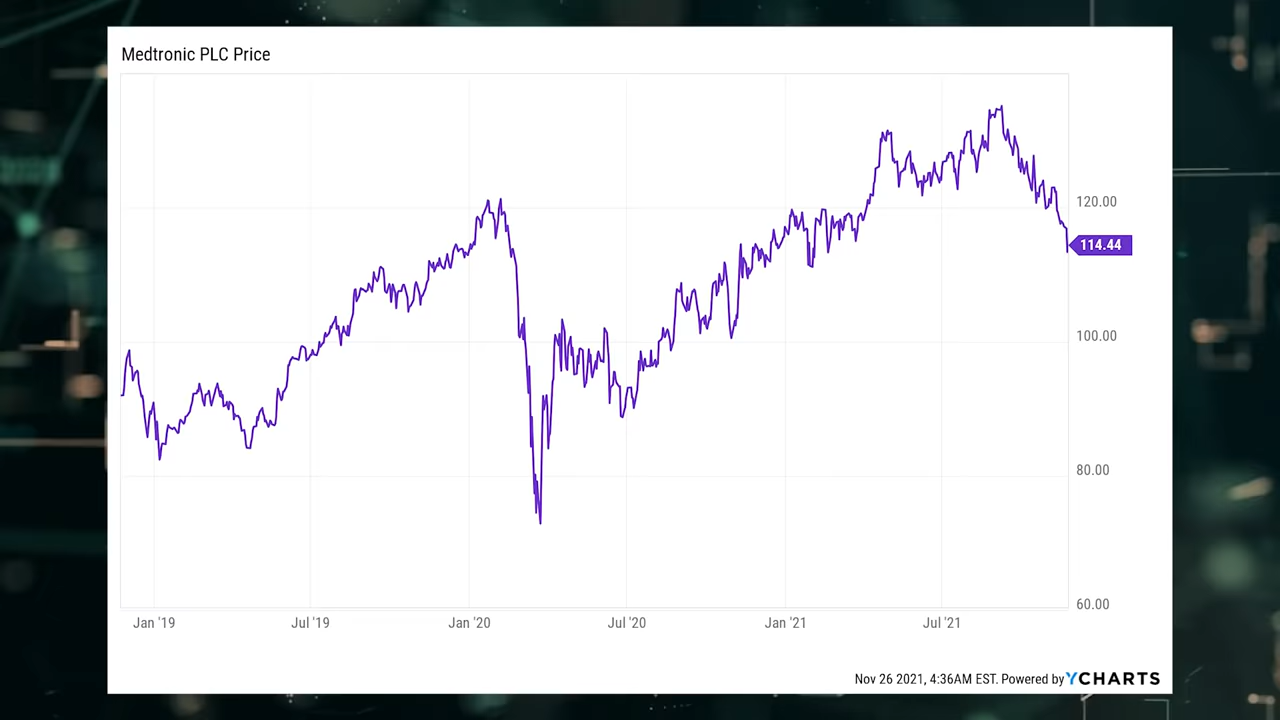 Medtronic PLC Price
120.00
114.44
100.00
80.00
60.00
Jan '19 Jul '19 Jan '20 Jul '20 Jan '21 Jul '21
Nov 26 2021, 4:36AM EST. Powered by YCHARTS